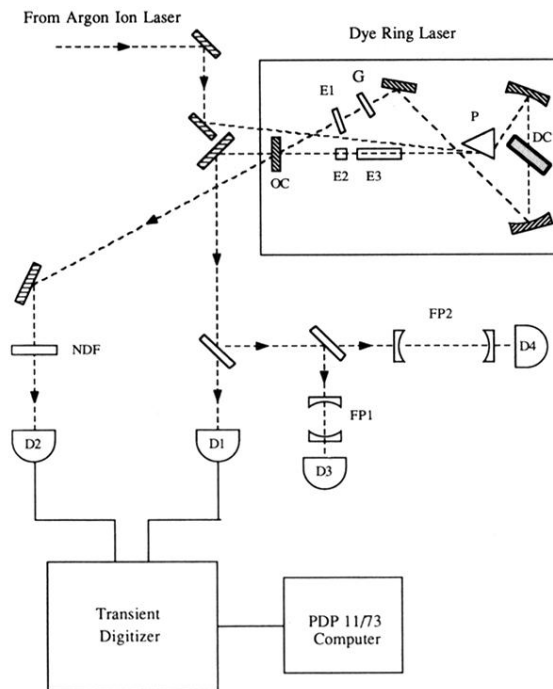 From Argon Ion Laser
Dye Ring Laser
G
E1
P
DC
OC
E2
E3
FP2
NDF
D4
FP1
D2
D1
D3
Transient
Digitizer
PDP 11/73
Computer